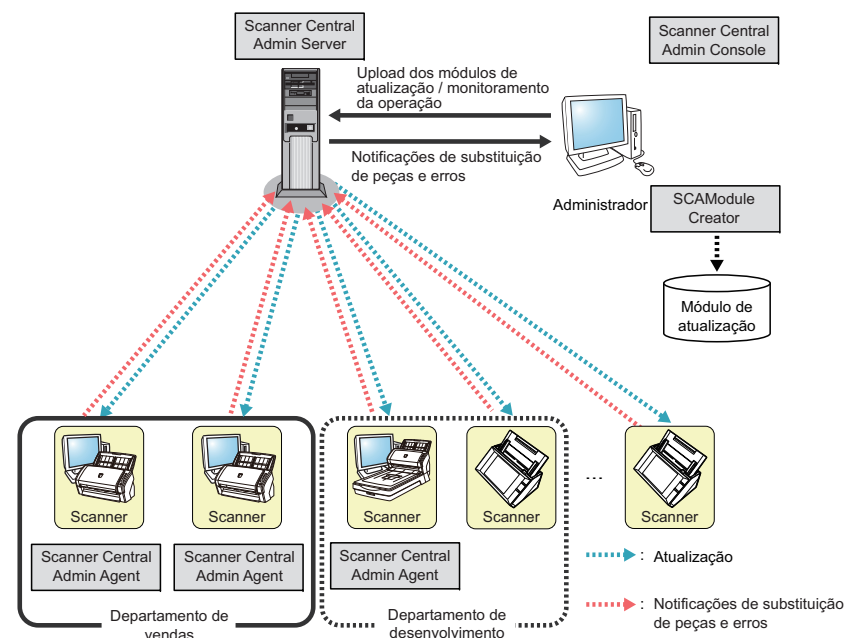 Scanner Central
Admin Server
Scanner Central
Admin Console
Upload dos módulos de
atualização / monitoramento
da operação
Notificações de substituição
de peças e erros
Administrador
SCAModule
Creator
Módulo de
atualização
Scanner
Scanner
Scanner
Scanner
...
Scanner
Scanner Central
Admin Agent
Scanner Central
Admin Agent
Scanner Central
Admin Agent
: Atualização
: Notificações de substituição
de peças e erros
Departamento de
vendas
Departamento de
desenvolvimento